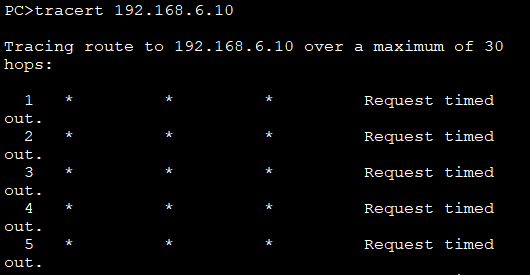 PC>tracert 192.168.6.10
Tracing route to 192.168.6.10 over a maximum of 30
hops:
1 * * * Request timed
out.
2 * * * Request timed
out.
3 * * * Request timed
out.
4 * * * Request timed
out.
5 * * * Request timed
out.